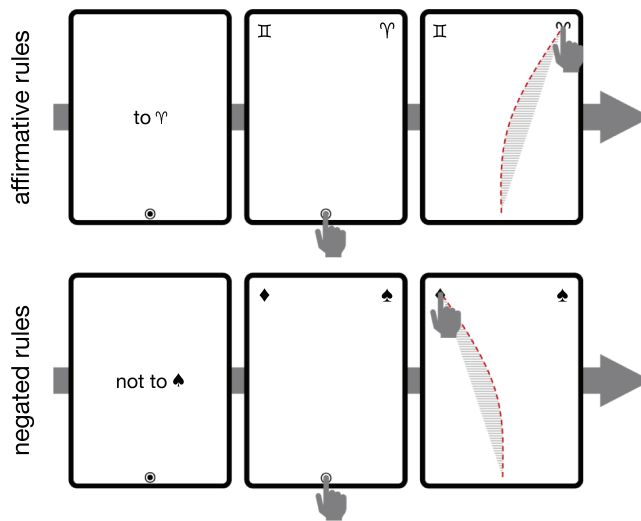 affirmative rules
to ♈
♊ ♈
♊ ♈
negated rules
not to ♠
♦ ♠
♦ ♠